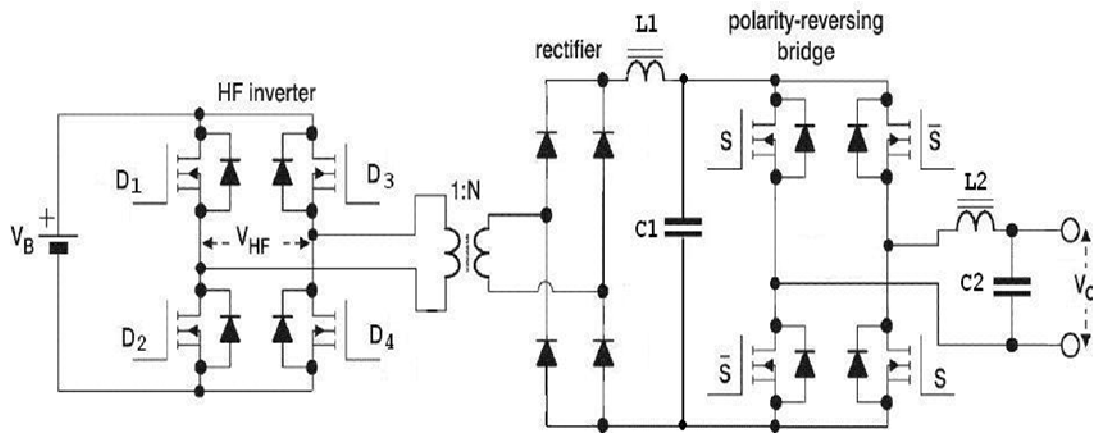 polarity-reversing
bridge
L1
rectifier
HF inverter
D1
D3
S
S̄
1:N
L2
+
VB
VHF
C1
C2
VO
D2
D4
S̄
S